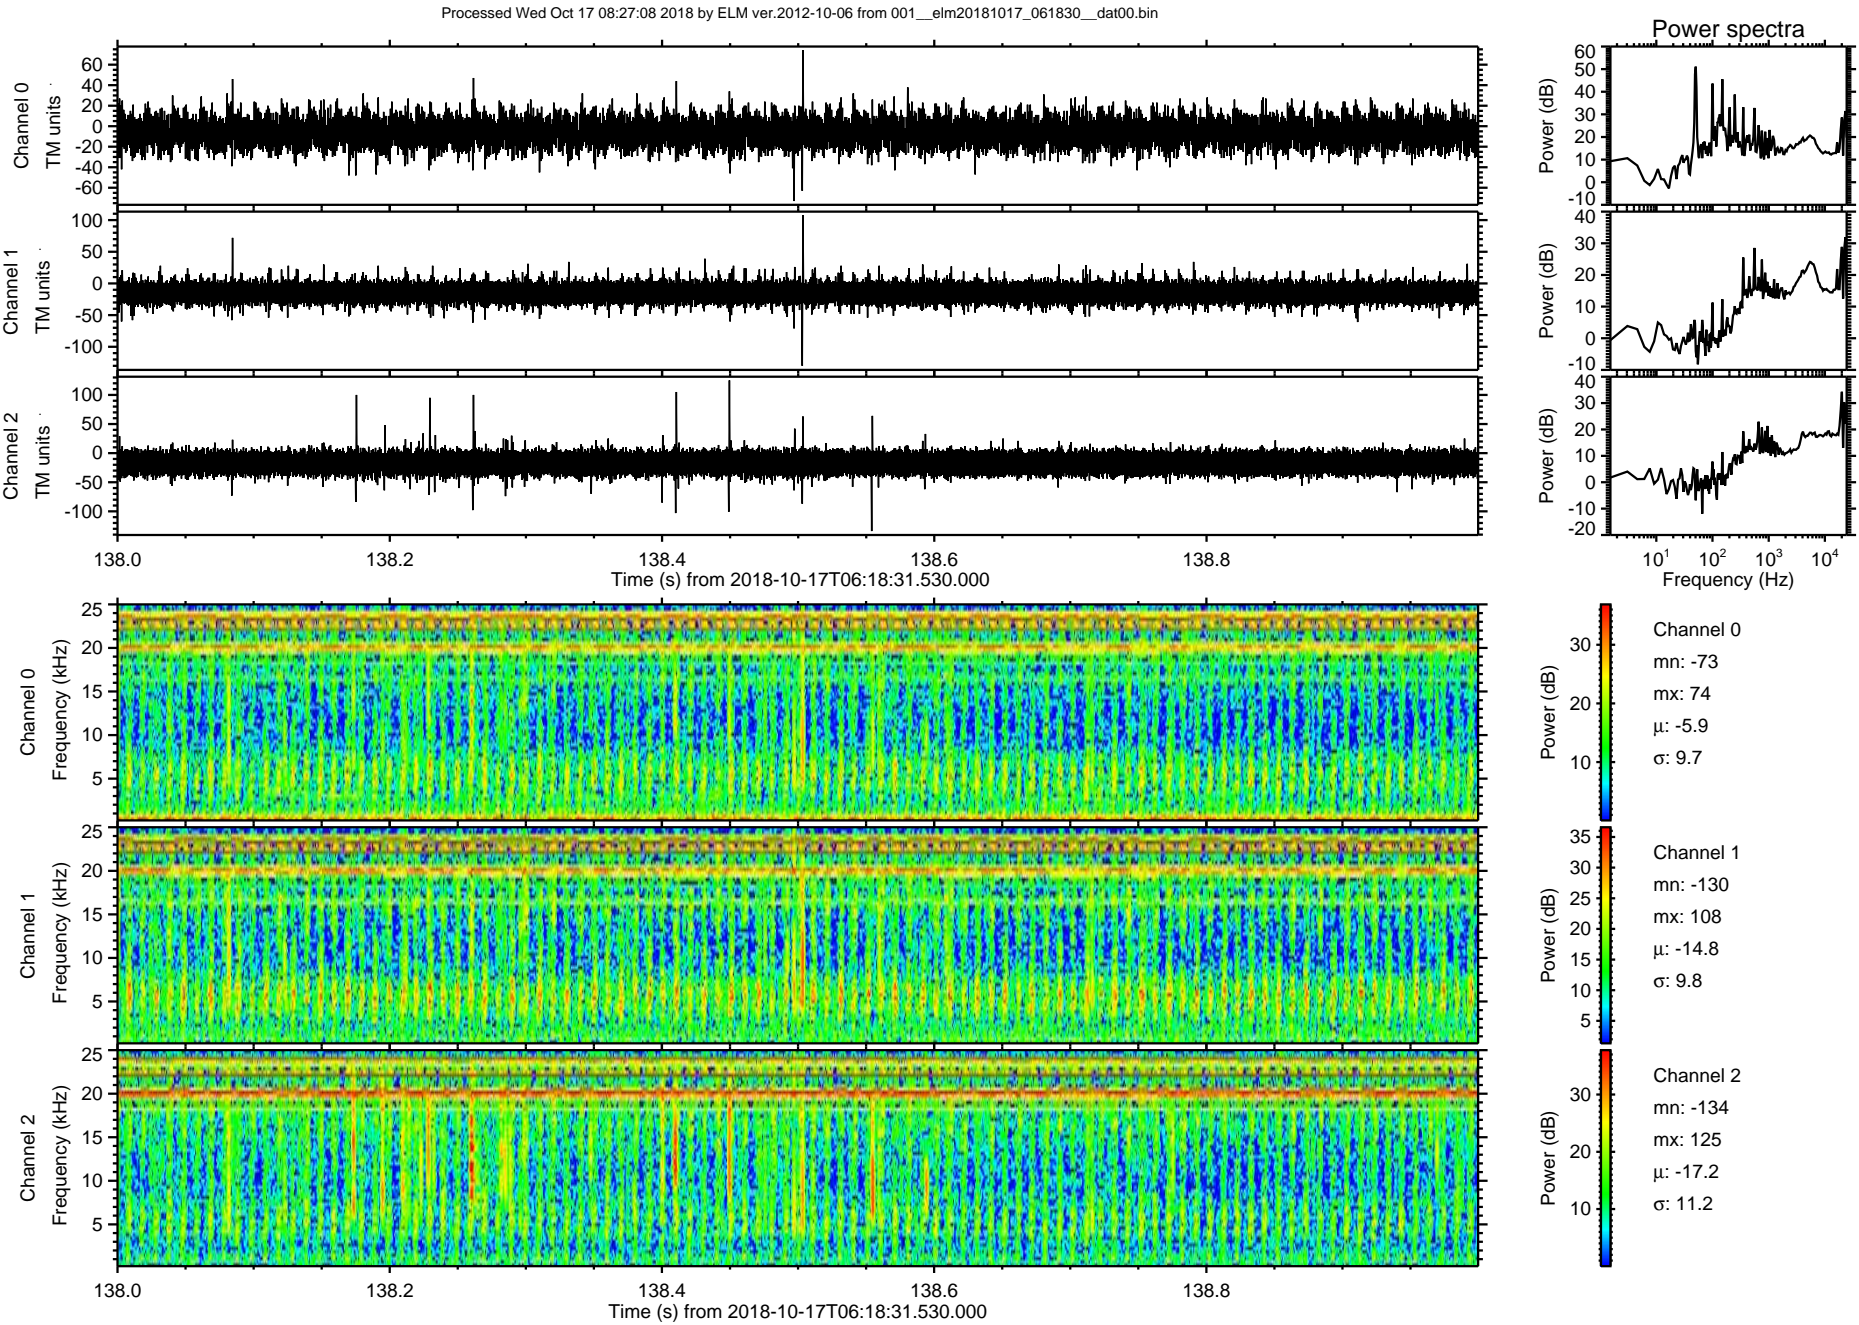 Processed Wed Oct 17 08:27:08 2018 by ELM ver.2012-10-06 from 001__elm20181017_061830__dat00.bin
Power spectra
Channel 0
TM units
60
40
20
0
-20
-40
-60
Power (dB)
60
50
40
30
20
10
0
-10
Channel 1
TM units
100
50
0
-50
-100
Power (dB)
40
30
20
10
0
-10
Channel 2
TM units
100
50
0
-50
-100
Power (dB)
40
30
20
10
0
-10
-20
138.0 138.2 138.4 138.6 138.8
Time (s) from 2018-10-17T06:18:31.530.000
10¹ 10² 10³ 10⁴
Frequency (Hz)
Channel 0
Frequency (kHz)
25
20
15
10
5
Power (dB)
30
20
10
Channel 0
mn: -73
mx: 74
μ: -5.9
σ: 9.7
Channel 1
Frequency (kHz)
25
20
15
10
5
Power (dB)
35
30
25
20
15
10
5
Channel 1
mn: -130
mx: 108
μ: -14.8
σ: 9.8
Channel 2
Frequency (kHz)
25
20
15
10
5
Power (dB)
30
20
10
Channel 2
mn: -134
mx: 125
μ: -17.2
σ: 11.2
138.0 138.2 138.4 138.6 138.8
Time (s) from 2018-10-17T06:18:31.530.000